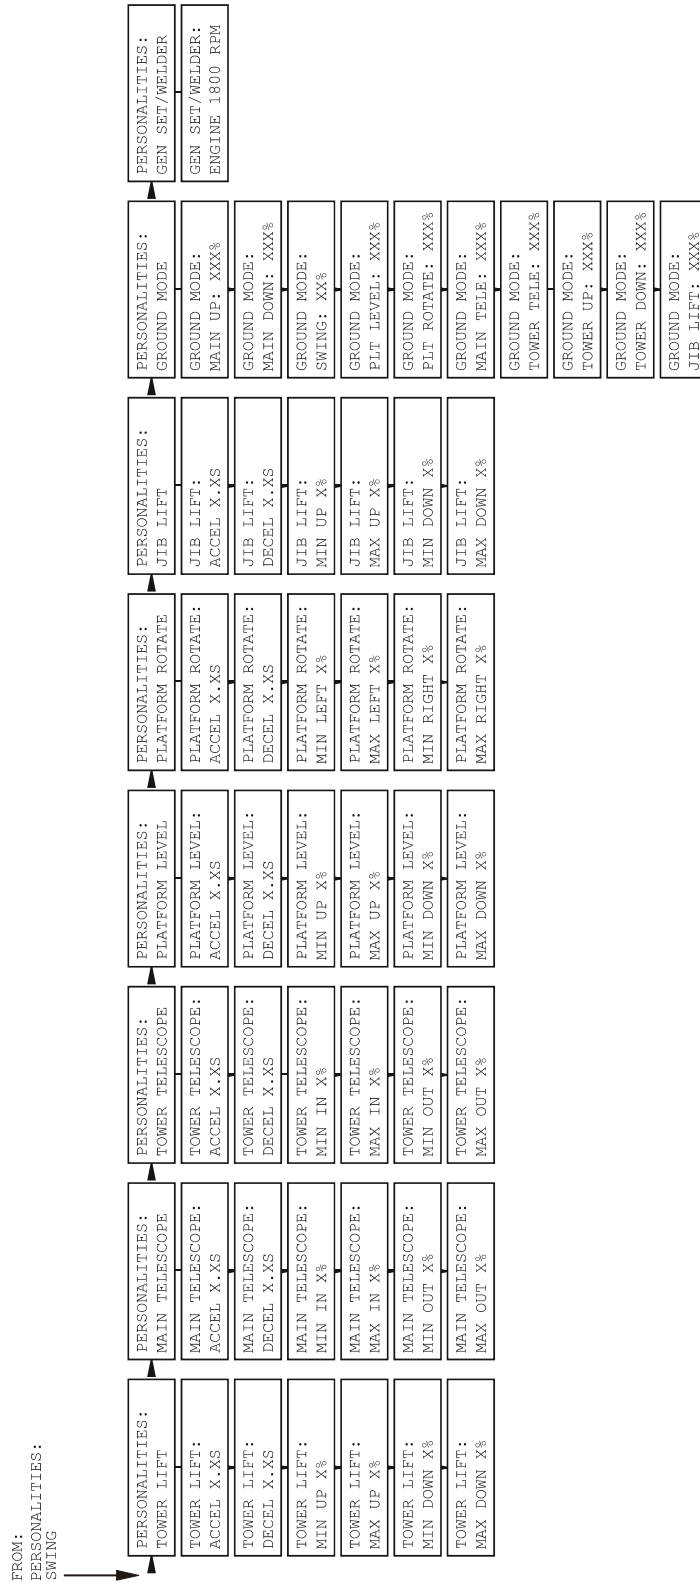 FROM:
PERSONALITIES:
SWING
PERSONALITIES:
TOWER LIFT
TOWER LIFT:
ACCEL X.XS
TOWER LIFT:
DECEL X.XS
TOWER LIFT:
MIN UP X%
TOWER LIFT:
MAX UP X%
TOWER LIFT:
MIN DOWN X%
TOWER LIFT:
MAX DOWN X%
PERSONALITIES:
MAIN TELESCOPE
MAIN TELESCOPE:
ACCEL X.XS
MAIN TELESCOPE:
DECEL X.XS
MAIN TELESCOPE:
MIN IN X%
MAIN TELESCOPE:
MAX IN X%
MAIN TELESCOPE:
MIN OUT X%
MAIN TELESCOPE:
MAX OUT X%
PERSONALITIES:
TOWER TELESCOPE
TOWER TELESCOPE:
ACCEL X.XS
TOWER TELESCOPE:
DECEL X.XS
TOWER TELESCOPE:
MIN IN X%
TOWER TELESCOPE:
MAX IN X%
TOWER TELESCOPE:
MIN OUT X%
TOWER TELESCOPE:
MAX OUT X%
PERSONALITIES:
PLATFORM LEVEL
PLATFORM LEVEL:
ACCEL X.XS
PLATFORM LEVEL:
DECEL X.XS
PLATFORM LEVEL:
MIN UP X%
PLATFORM LEVEL:
MAX UP X%
PLATFORM LEVEL:
MIN DOWN X%
PLATFORM LEVEL:
MAX DOWN X%
PERSONALITIES:
PLATFORM ROTATE
PLATFORM ROTATE:
ACCEL X.XS
PLATFORM ROTATE:
DECEL X.XS
PLATFORM ROTATE:
MIN LEFT X%
PLATFORM ROTATE:
MAX LEFT X%
PLATFORM ROTATE:
MIN RIGHT X%
PLATFORM ROTATE:
MAX RIGHT X%
PERSONALITIES:
JIB LIFT
JIB LIFT:
ACCEL X.XS
JIB LIFT:
DECEL X.XS
JIB LIFT:
MIN UP X%
JIB LIFT:
MAX UP X%
JIB LIFT:
MIN DOWN X%
JIB LIFT:
MAX DOWN X%
PERSONALITIES:
GROUND MODE
GROUND MODE:
MAIN UP: XXX%
GROUND MODE:
MAIN DOWN: XXX%
GROUND MODE:
SWING: XX%
GROUND MODE:
PLT LEVEL: XXX%
GROUND MODE:
PLT ROTATE: XXX%
GROUND MODE:
MAIN TELE: XXX%
GROUND MODE:
TOWER TELE: XXX%
GROUND MODE:
TOWER UP: XXX%
GROUND MODE:
TOWER DOWN: XXX%
GROUND MODE:
JIB LIFT: XXX%
PERSONALITIES:
GEN SET/WELDER
GEN SET/WELDER:
ENGINE 1800 RPM